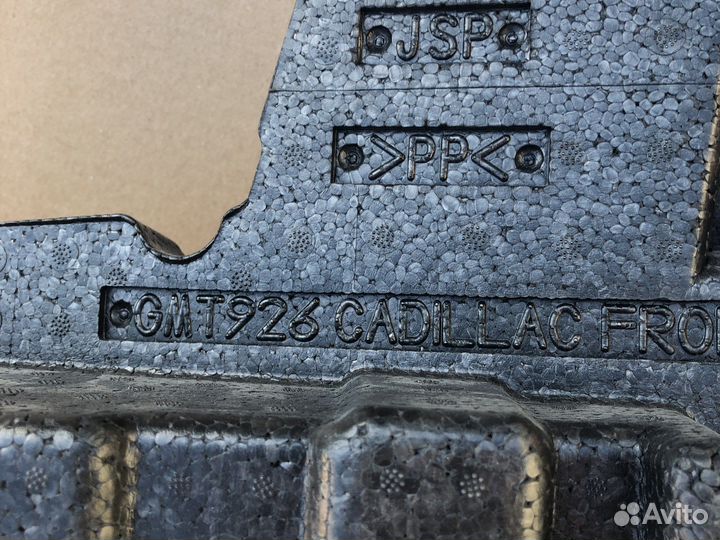 JSP
>PP<
GMT926 CADILLAC FRO
Avito